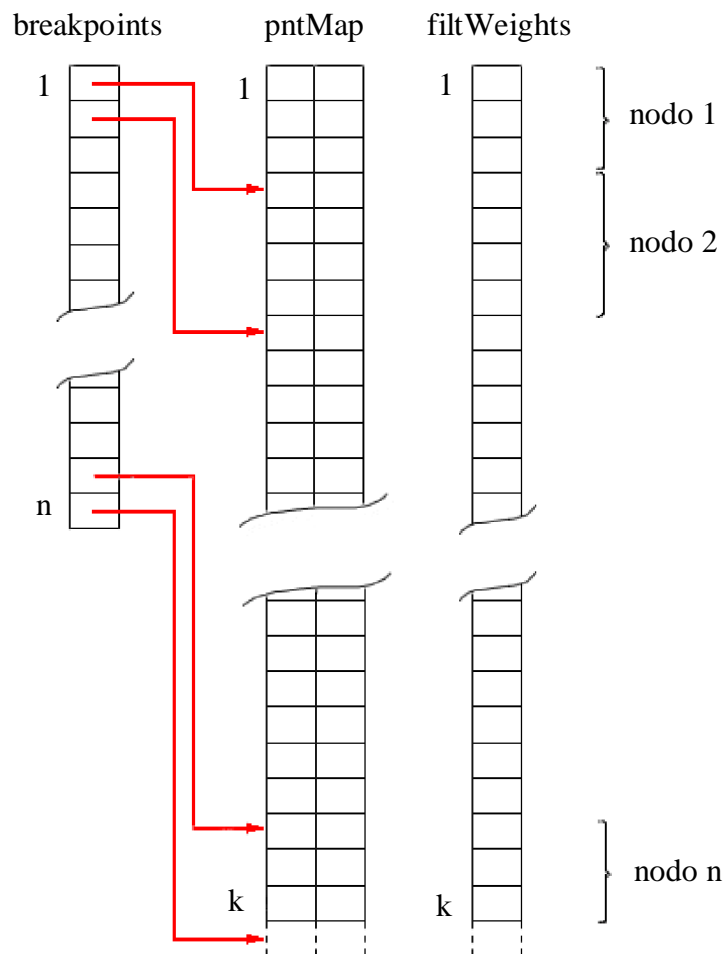 breakpoints pntMap filtWeights
1 1 1
nodo 1
nodo 2
n
nodo n
k k